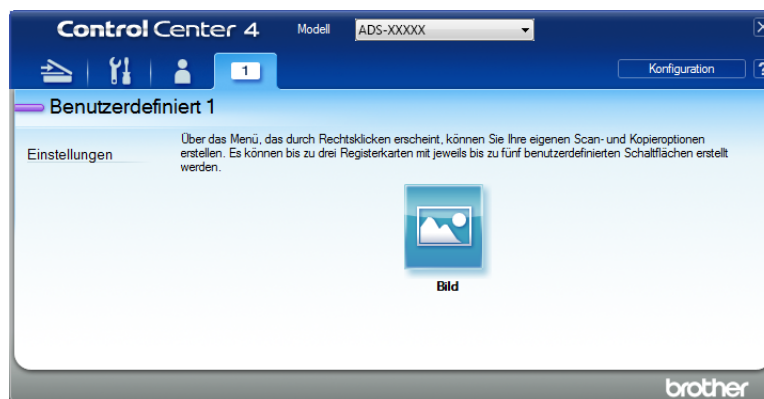 Control Center 4
Modell
ADS-XXXXX
1
Konfiguration
?
Benutzerdefiniert 1
Einstellungen
Über das Menü, das durch Rechtsklicken erscheint, können Sie Ihre eigenen Scan- und Kopieroptionen
erstellen. Es können bis zu drei Registerkarten mit jeweils bis zu fünf benutzerdefinierten Schaltflächen erstellt
werden.
Bild
brother